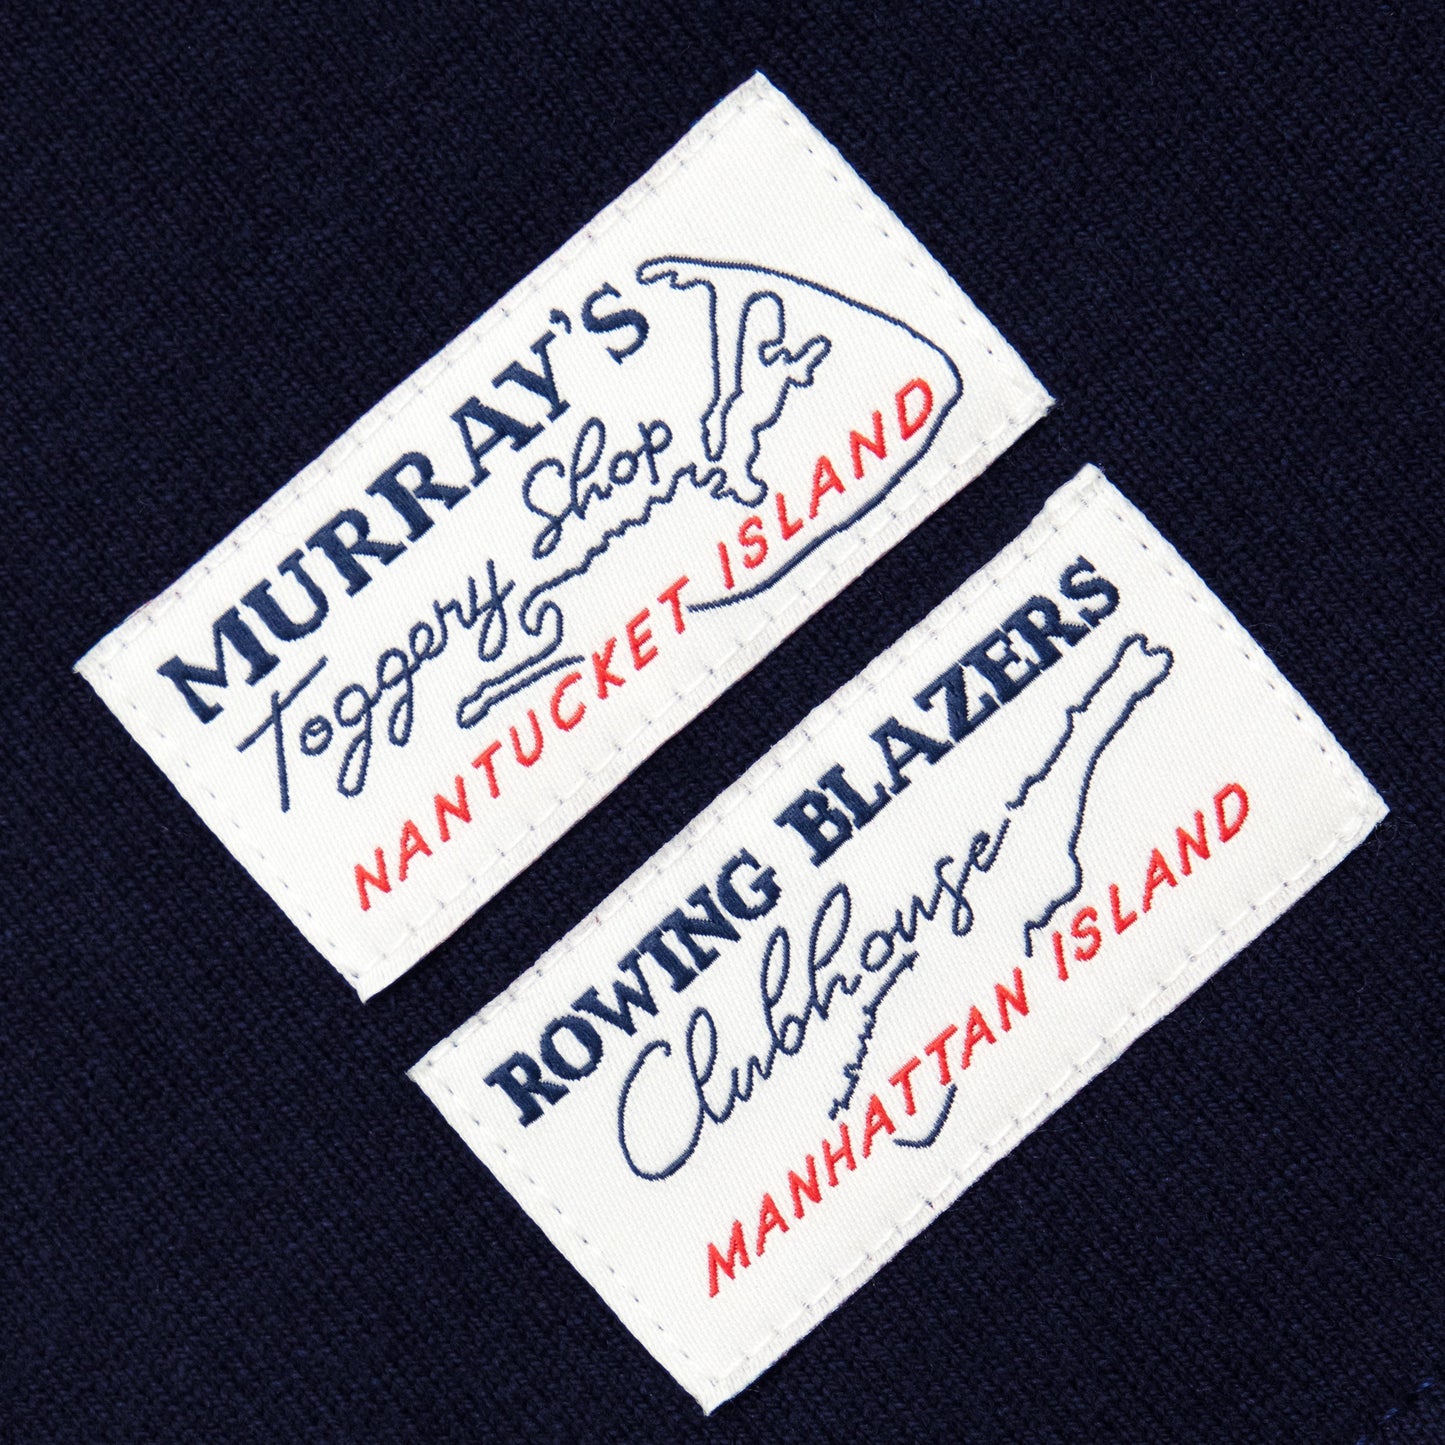 MURRAY'S
Toggery Shop
NANTUCKET ISLAND
ROWING BLAZERS
Clubhouse
MANHATTAN ISLAND